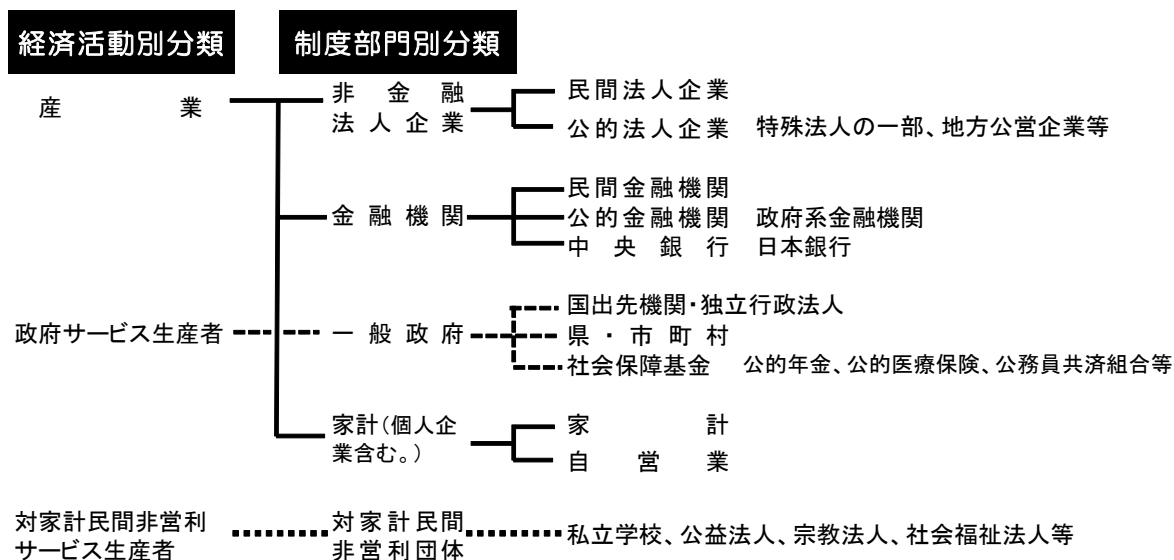 経済活動別分類 制度部門別分類
産業 非金融法人企業 民間法人企業
公的法人企業 特殊法人の一部、地方公営企業等
金融機関 民間金融機関
公的金融機関 政府系金融機関
中央銀行 日本銀行
政府サービス生産者 一般政府 国出先機関・独立行政法人
県・市町村
社会保障基金 公的年金、公的医療保険、公務員共済組合等
家計(個人企業含む。) 家計
自営業
対家計民間非営利サービス生産者 対家計民間非営利団体 私立学校、公益法人、宗教法人、社会福祉法人等